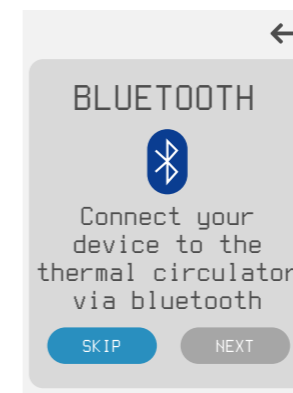 BLUETOOTH
Connect your
device to the
thermal circulator
via bluetooth
SKIP NEXT